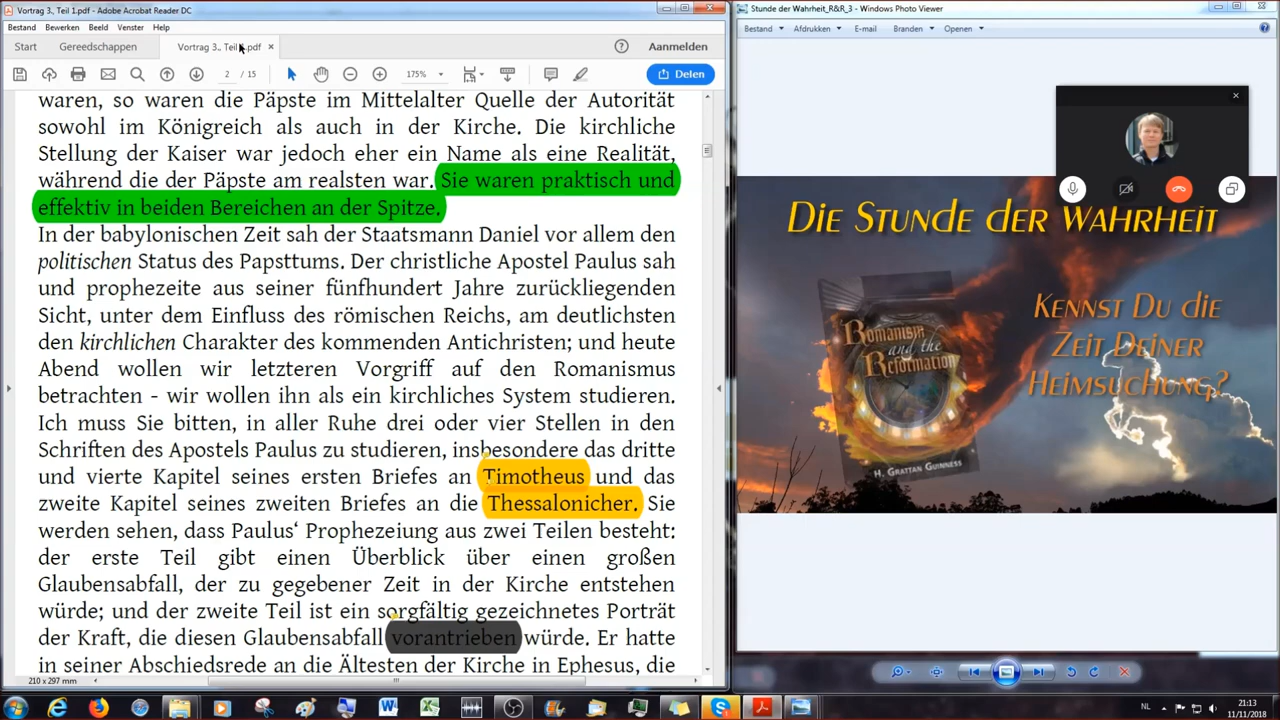 Vortrag 3., Teil 1.pdf - Adobe Acrobat Reader DC
Bestand Bewerken Beeld Venster Help
Start Gereedschappen Vortrag 3., Teil 1.pdf × Aanmelden
2 / 15 175% Delen
waren, so waren die Päpste im Mittelalter Quelle der Autorität
sowohl im Königreich als auch in der Kirche. Die kirchliche
Stellung der Kaiser war jedoch eher ein Name als eine Realität,
während die der Päpste am realsten war. Sie waren praktisch und
effektiv in beiden Bereichen an der Spitze.
In der babylonischen Zeit sah der Staatsmann Daniel vor allem den
politischen Status des Papsttums. Der christliche Apostel Paulus sah
und prophezeite aus seiner fünfhundert Jahre zurückliegenden
Sicht, unter dem Einfluss des römischen Reichs, am deutlichsten
den kirchlichen Charakter des kommenden Antichristen; und heute
Abend wollen wir letzteren Vorgriff auf den Romanismus
betrachten - wir wollen ihn als ein kirchliches System studieren.
Ich muss Sie bitten, in aller Ruhe drei oder vier Stellen in den
Schriften des Apostels Paulus zu studieren, insbesondere das dritte
und vierte Kapitel seines ersten Briefes an Timotheus und das
zweite Kapitel seines zweiten Briefes an die Thessalonicher. Sie
werden sehen, dass Paulus‘ Prophezeiung aus zwei Teilen besteht:
der erste Teil gibt einen Überblick über einen großen
Glaubensabfall, der zu gegebener Zeit in der Kirche entstehen
würde; und der zweite Teil ist ein sorgfältig gezeichnetes Porträt
der Kraft, die diesen Glaubensabfall vorantrieben würde. Er hatte
in seiner Abschiedsrede an die Ältesten der Kirche in Ephesus, die
210 x 297 mm
Stunde der Wahrheit_R&R_3 - Windows Photo Viewer
Bestand Afdrukken E-mail Branden Openen
Die Stunde der Wahrheit
Romanism
and the
Reformation
H. Grattan Guinness
Kennst Du die
Zeit Deiner
Heimsuchung?
NL 21:13
11/11/2018